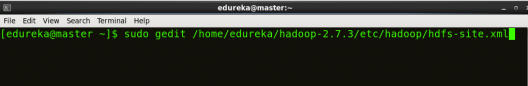 edureka@master:~
File Edit View Search Terminal Help
[edureka@master ~]$ sudo gedit /home/edureka/hadoop-2.7.3/etc/hadoop/hdfs-site.xml